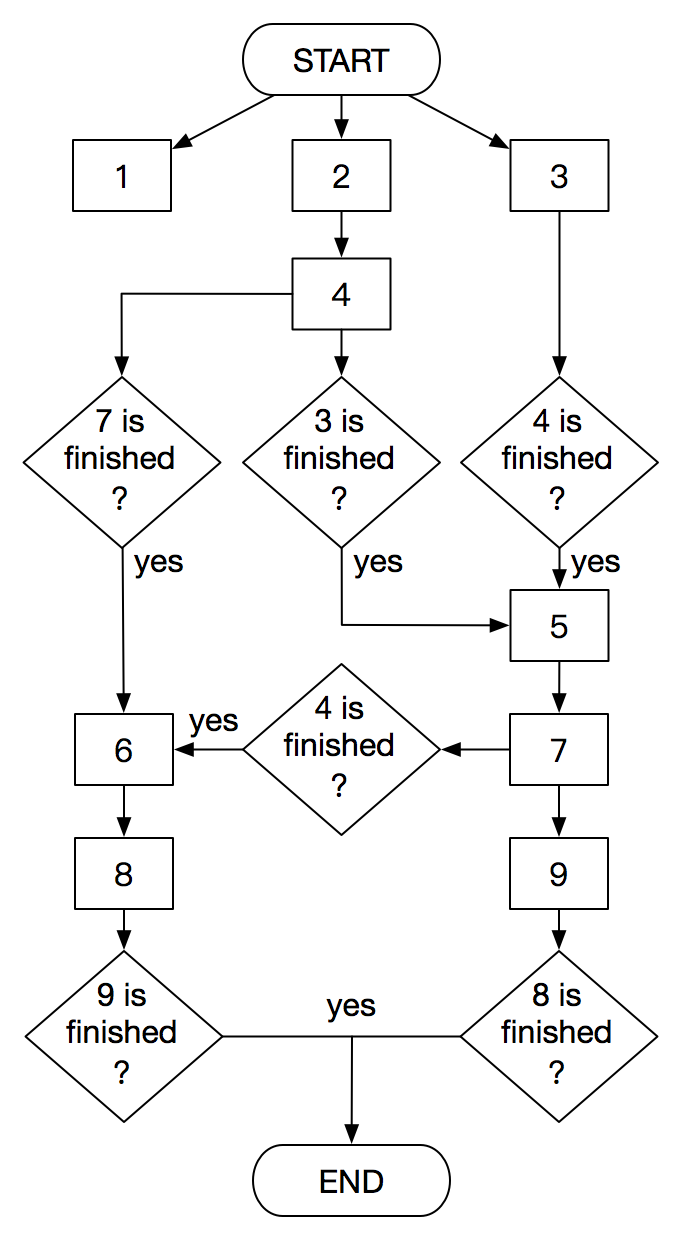 START
1
2
3
4
7 is
finished
?
3 is
finished
?
4 is
finished
?
yes
yes
yes
5
4 is
finished
?
yes
6
7
8
9
9 is
finished
?
yes
8 is
finished
?
END